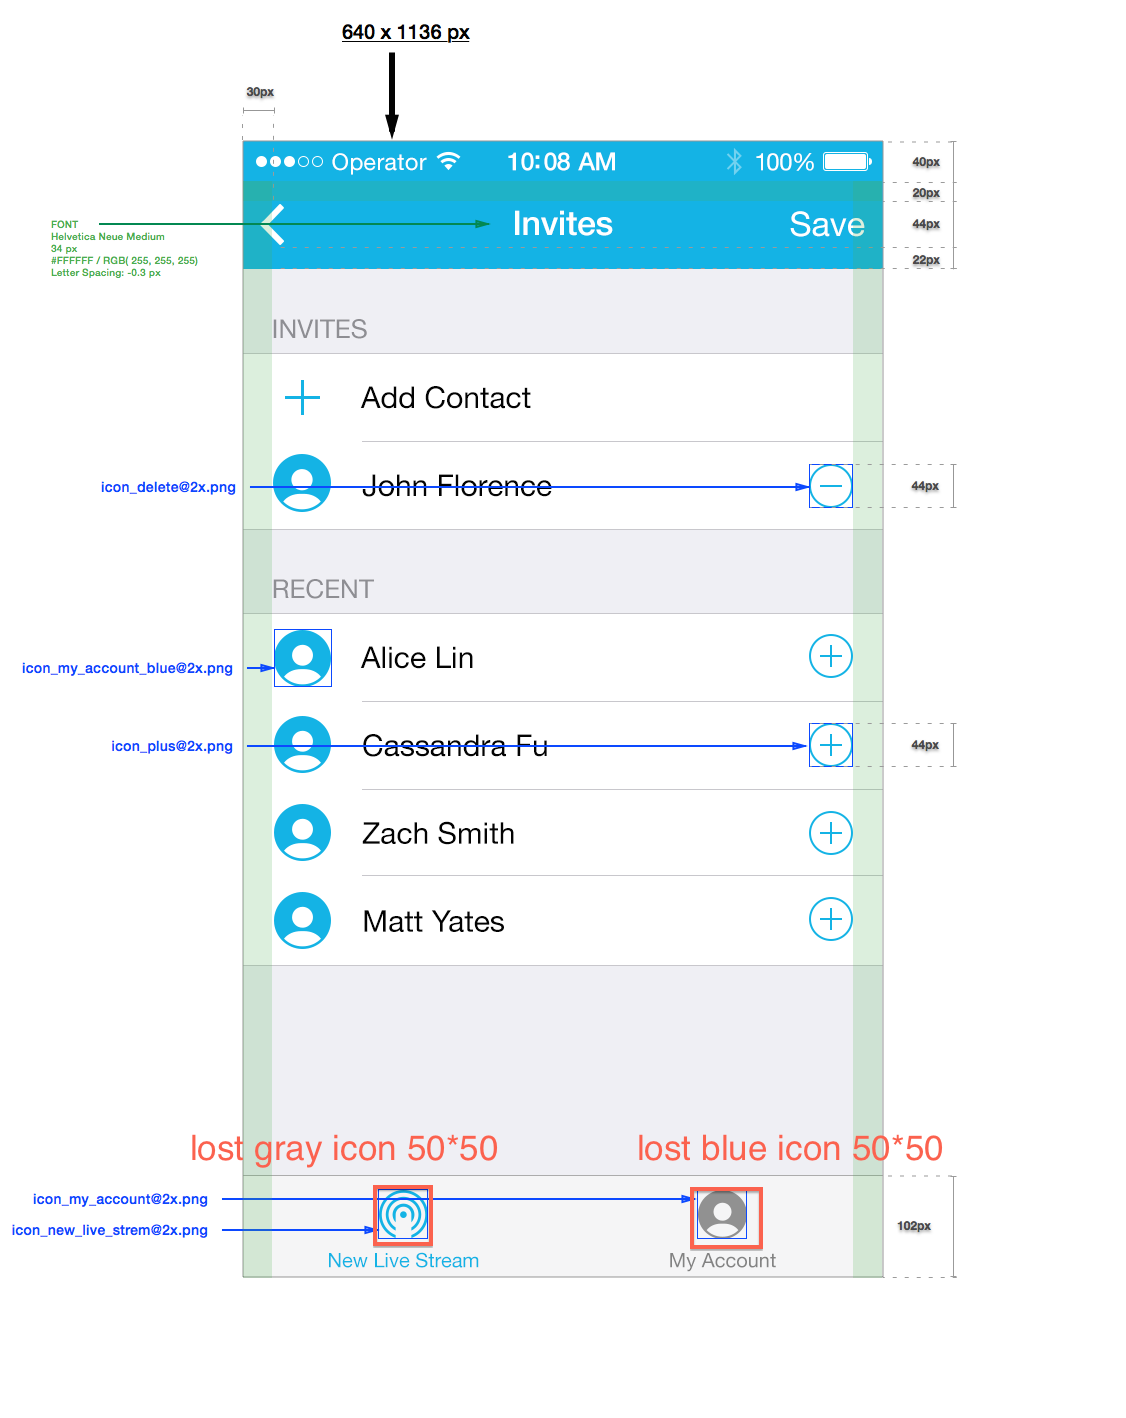 640 x 1136 px
30px
Operator 10:08 AM 100%
40px
20px
Invites
Save
44px
22px
FONT
Helvetica Neue Medium
34 px
#FFFFFF / RGB( 255, 255, 255)
Letter Spacing: -0.3 px
INVITES
Add Contact
icon_delete@2x.png
John Florence
44px
RECENT
Alice Lin
icon_my_account_blue@2x.png
icon_plus@2x.png
Cassandra Fu
44px
Zach Smith
Matt Yates
lost gray icon 50*50
lost blue icon 50*50
icon_my_account@2x.png
icon_new_live_strem@2x.png
102px
New Live Stream
My Account